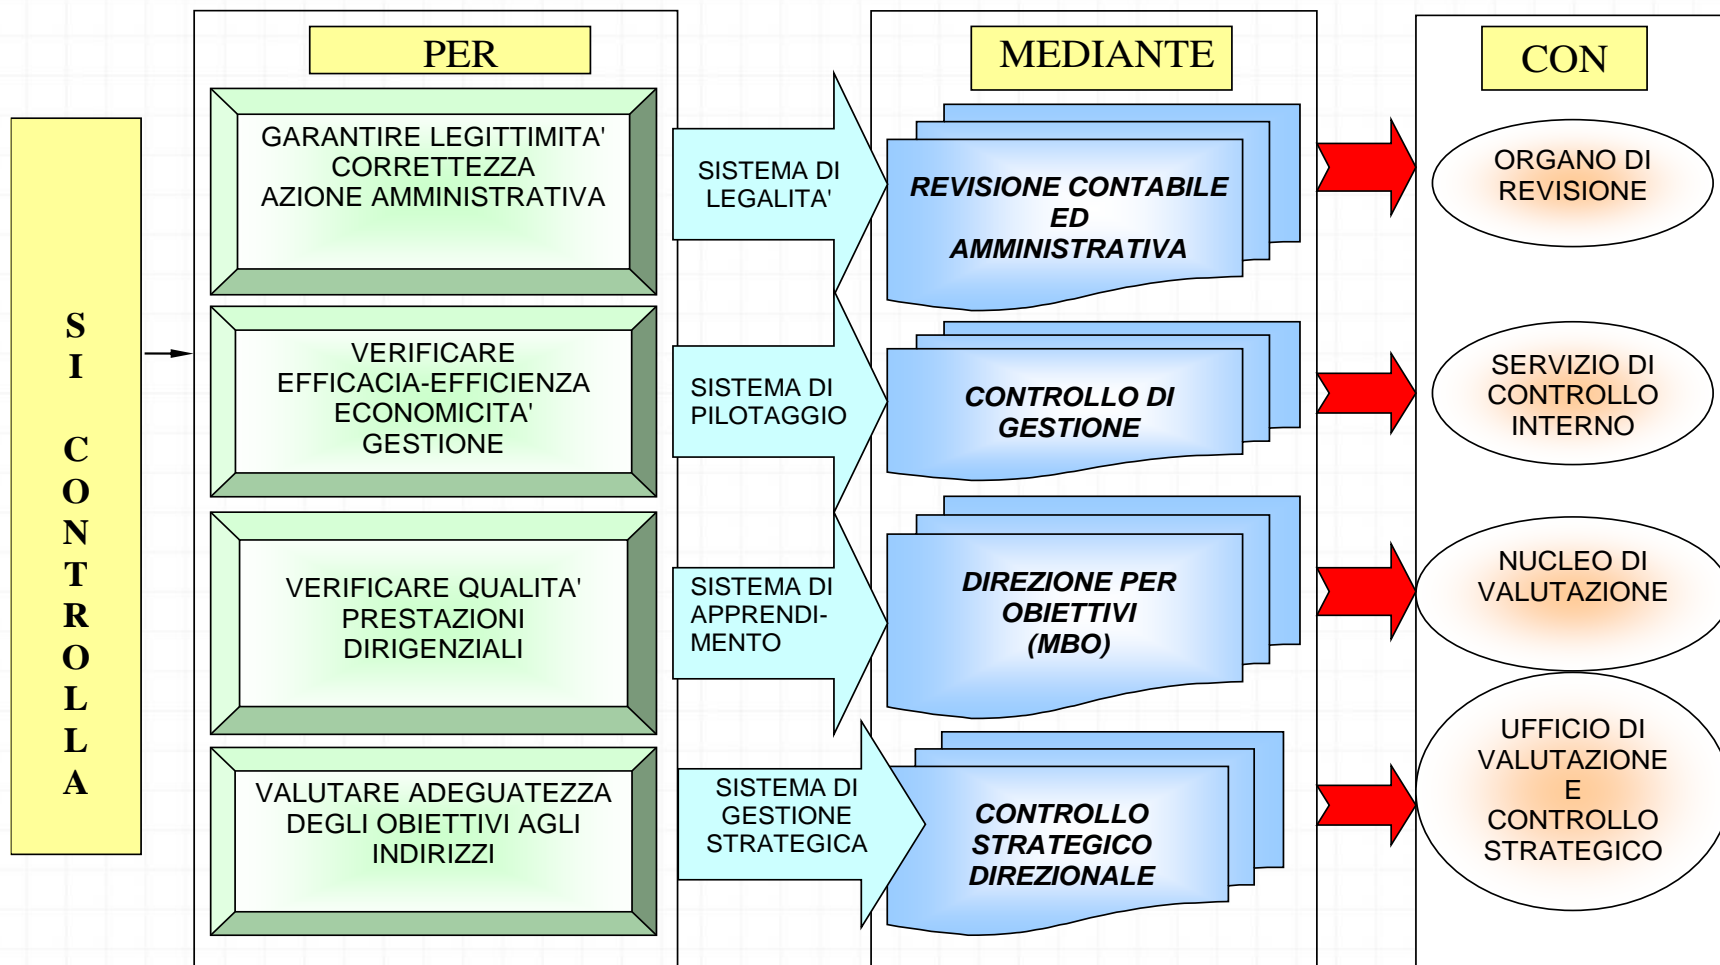 PER
MEDIANTE
CON
SI CONTROLLA
GARANTIRE LEGITTIMITA'
CORRETTEZZA
AZIONE AMMINISTRATIVA
SISTEMA DI
LEGALITA'
REVISIONE CONTABILE
ED
AMMINISTRATIVA
ORGANO DI
REVISIONE
VERIFICARE
EFFICACIA-EFFICIENZA
ECONOMICITA'
GESTIONE
SISTEMA DI
PILOTAGGIO
CONTROLLO DI
GESTIONE
SERVIZIO DI
CONTROLLO
INTERNO
VERIFICARE QUALITA'
PRESTAZIONI
DIRIGENZIALI
SISTEMA DI
APPRENDI-
MENTO
DIREZIONE PER
OBIETTIVI
(MBO)
NUCLEO DI
VALUTAZIONE
VALUTARE ADEGUATEZZA
DEGLI OBIETTIVI AGLI
INDIRIZZI
SISTEMA DI
GESTIONE
STRATEGICA
CONTROLLO
STRATEGICO
DIREZIONALE
UFFICIO DI
VALUTAZIONE
E
CONTROLLO
STRATEGICO